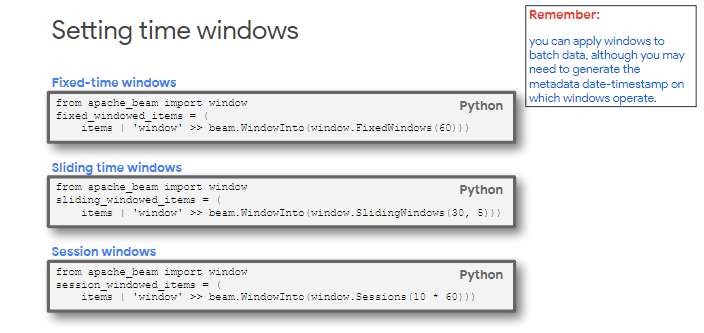 Setting time windows
Remember:
you can apply windows to
batch data, although you may
need to generate the
metadata date-timestamp on
which windows operate.
Fixed-time windows
from apache_beam import window
Python
fixed_windowed_items = (
items | 'window' >> beam.WindowInto(window.FixedWindows(60)))
Sliding time windows
from apache_beam import window
Python
sliding_windowed_items = (
items | 'window' >> beam.WindowInto(window.SlidingWindows(30, 5)))
Session windows
from apache_beam import window
Python
session_windowed_items = (
items | 'window' >> beam.WindowInto(window.Sessions(10 * 60)))